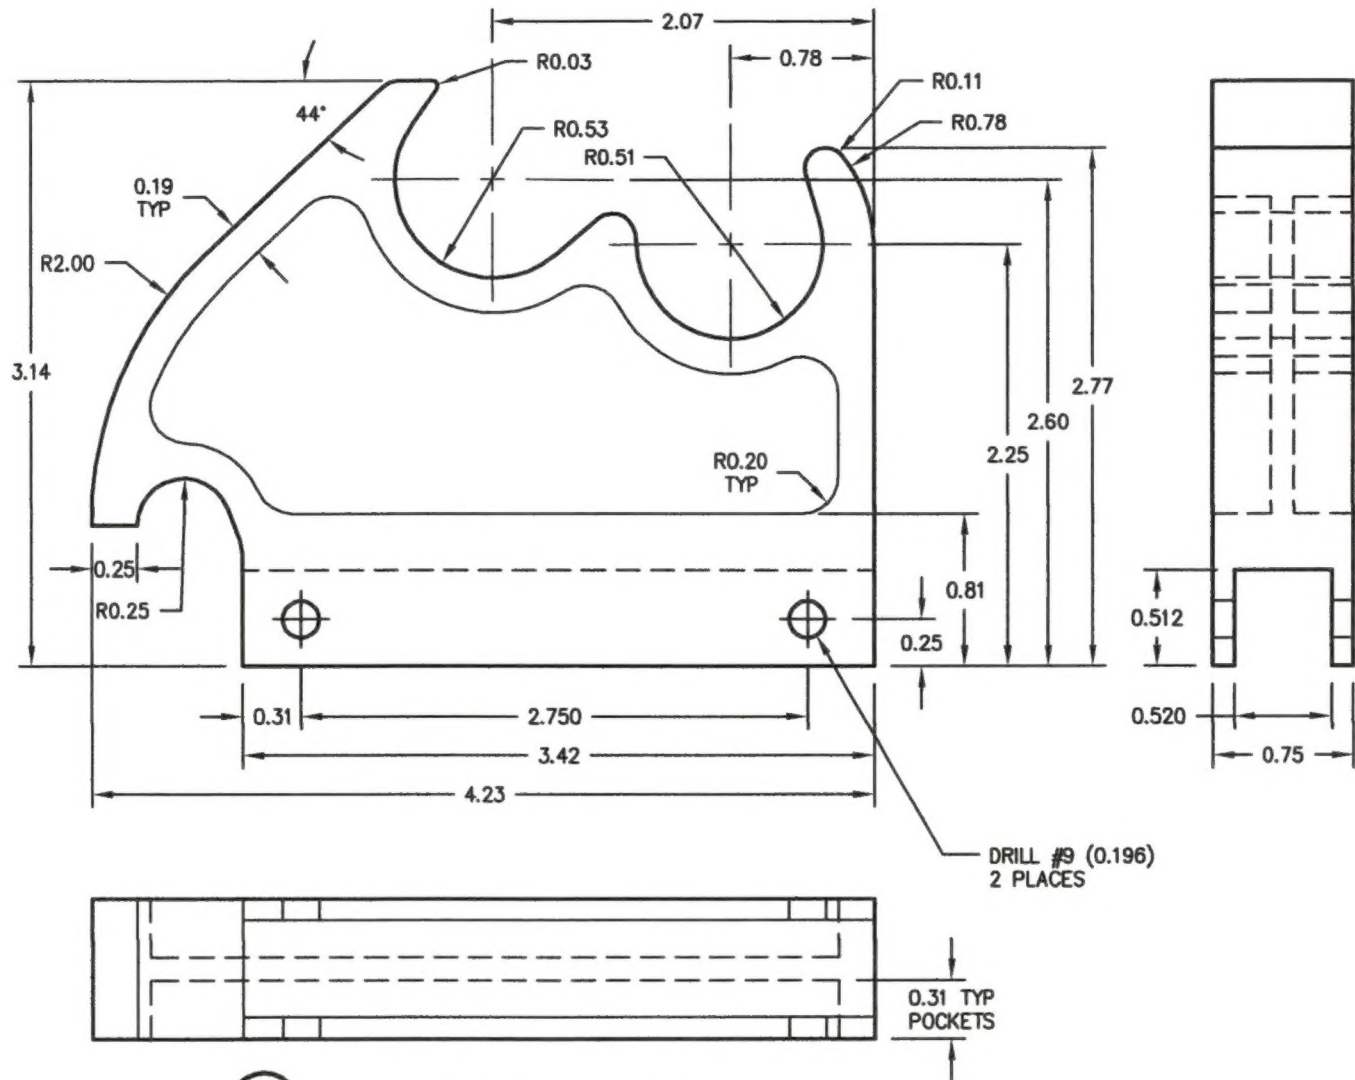 2.07
0.78
R0.03
R0.11
R0.78
44°
R0.53
R0.51
0.19
TYP
R2.00
3.14
2.77
2.60
2.25
R0.20
TYP
0.25
R0.25
0.81
0.25
0.512
0.31
2.750
0.520
3.42
0.75
4.23
DRILL #9 (0.196)
2 PLACES
0.31 TYP
POCKETS